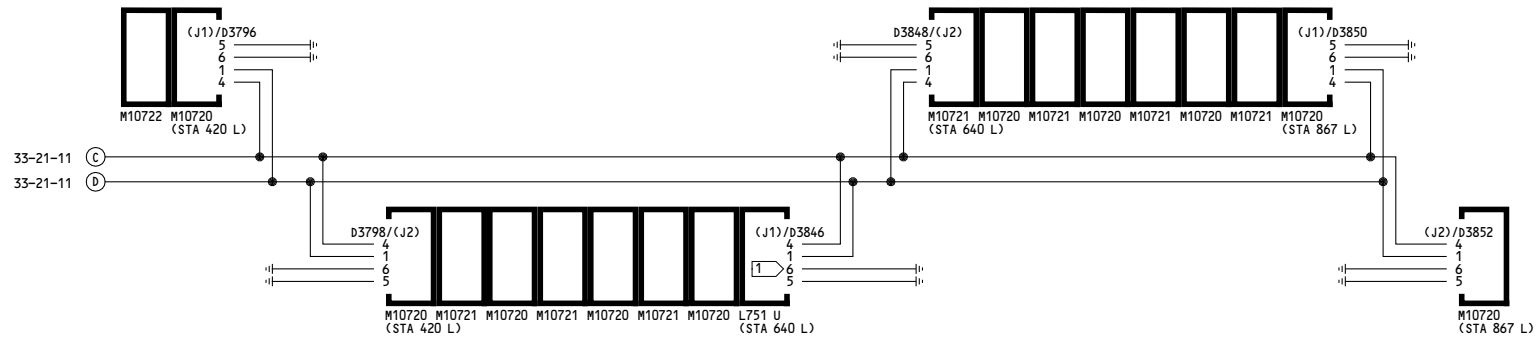 (J1)/D3796
5
6
1
4
M10722 M10720
(STA 420 L)
D3848/(J2)
5
6
1
4
(J1)/D3850
5
6
1
4
M10721 M10720 M10721 M10720 M10721 M10720 M10721 M10720
(STA 640 L) (STA 867 L)
33-21-11 C
33-21-11 D
D3798/(J2)
4
1
6
5
(J1)/D3846
4
1
1 6
5
M10720 M10721 M10720 M10721 M10720 M10721 M10720 L751 U
(STA 420 L) (STA 640 L)
(J2)/D3852
4
1
6
5
M10720
(STA 867 L)